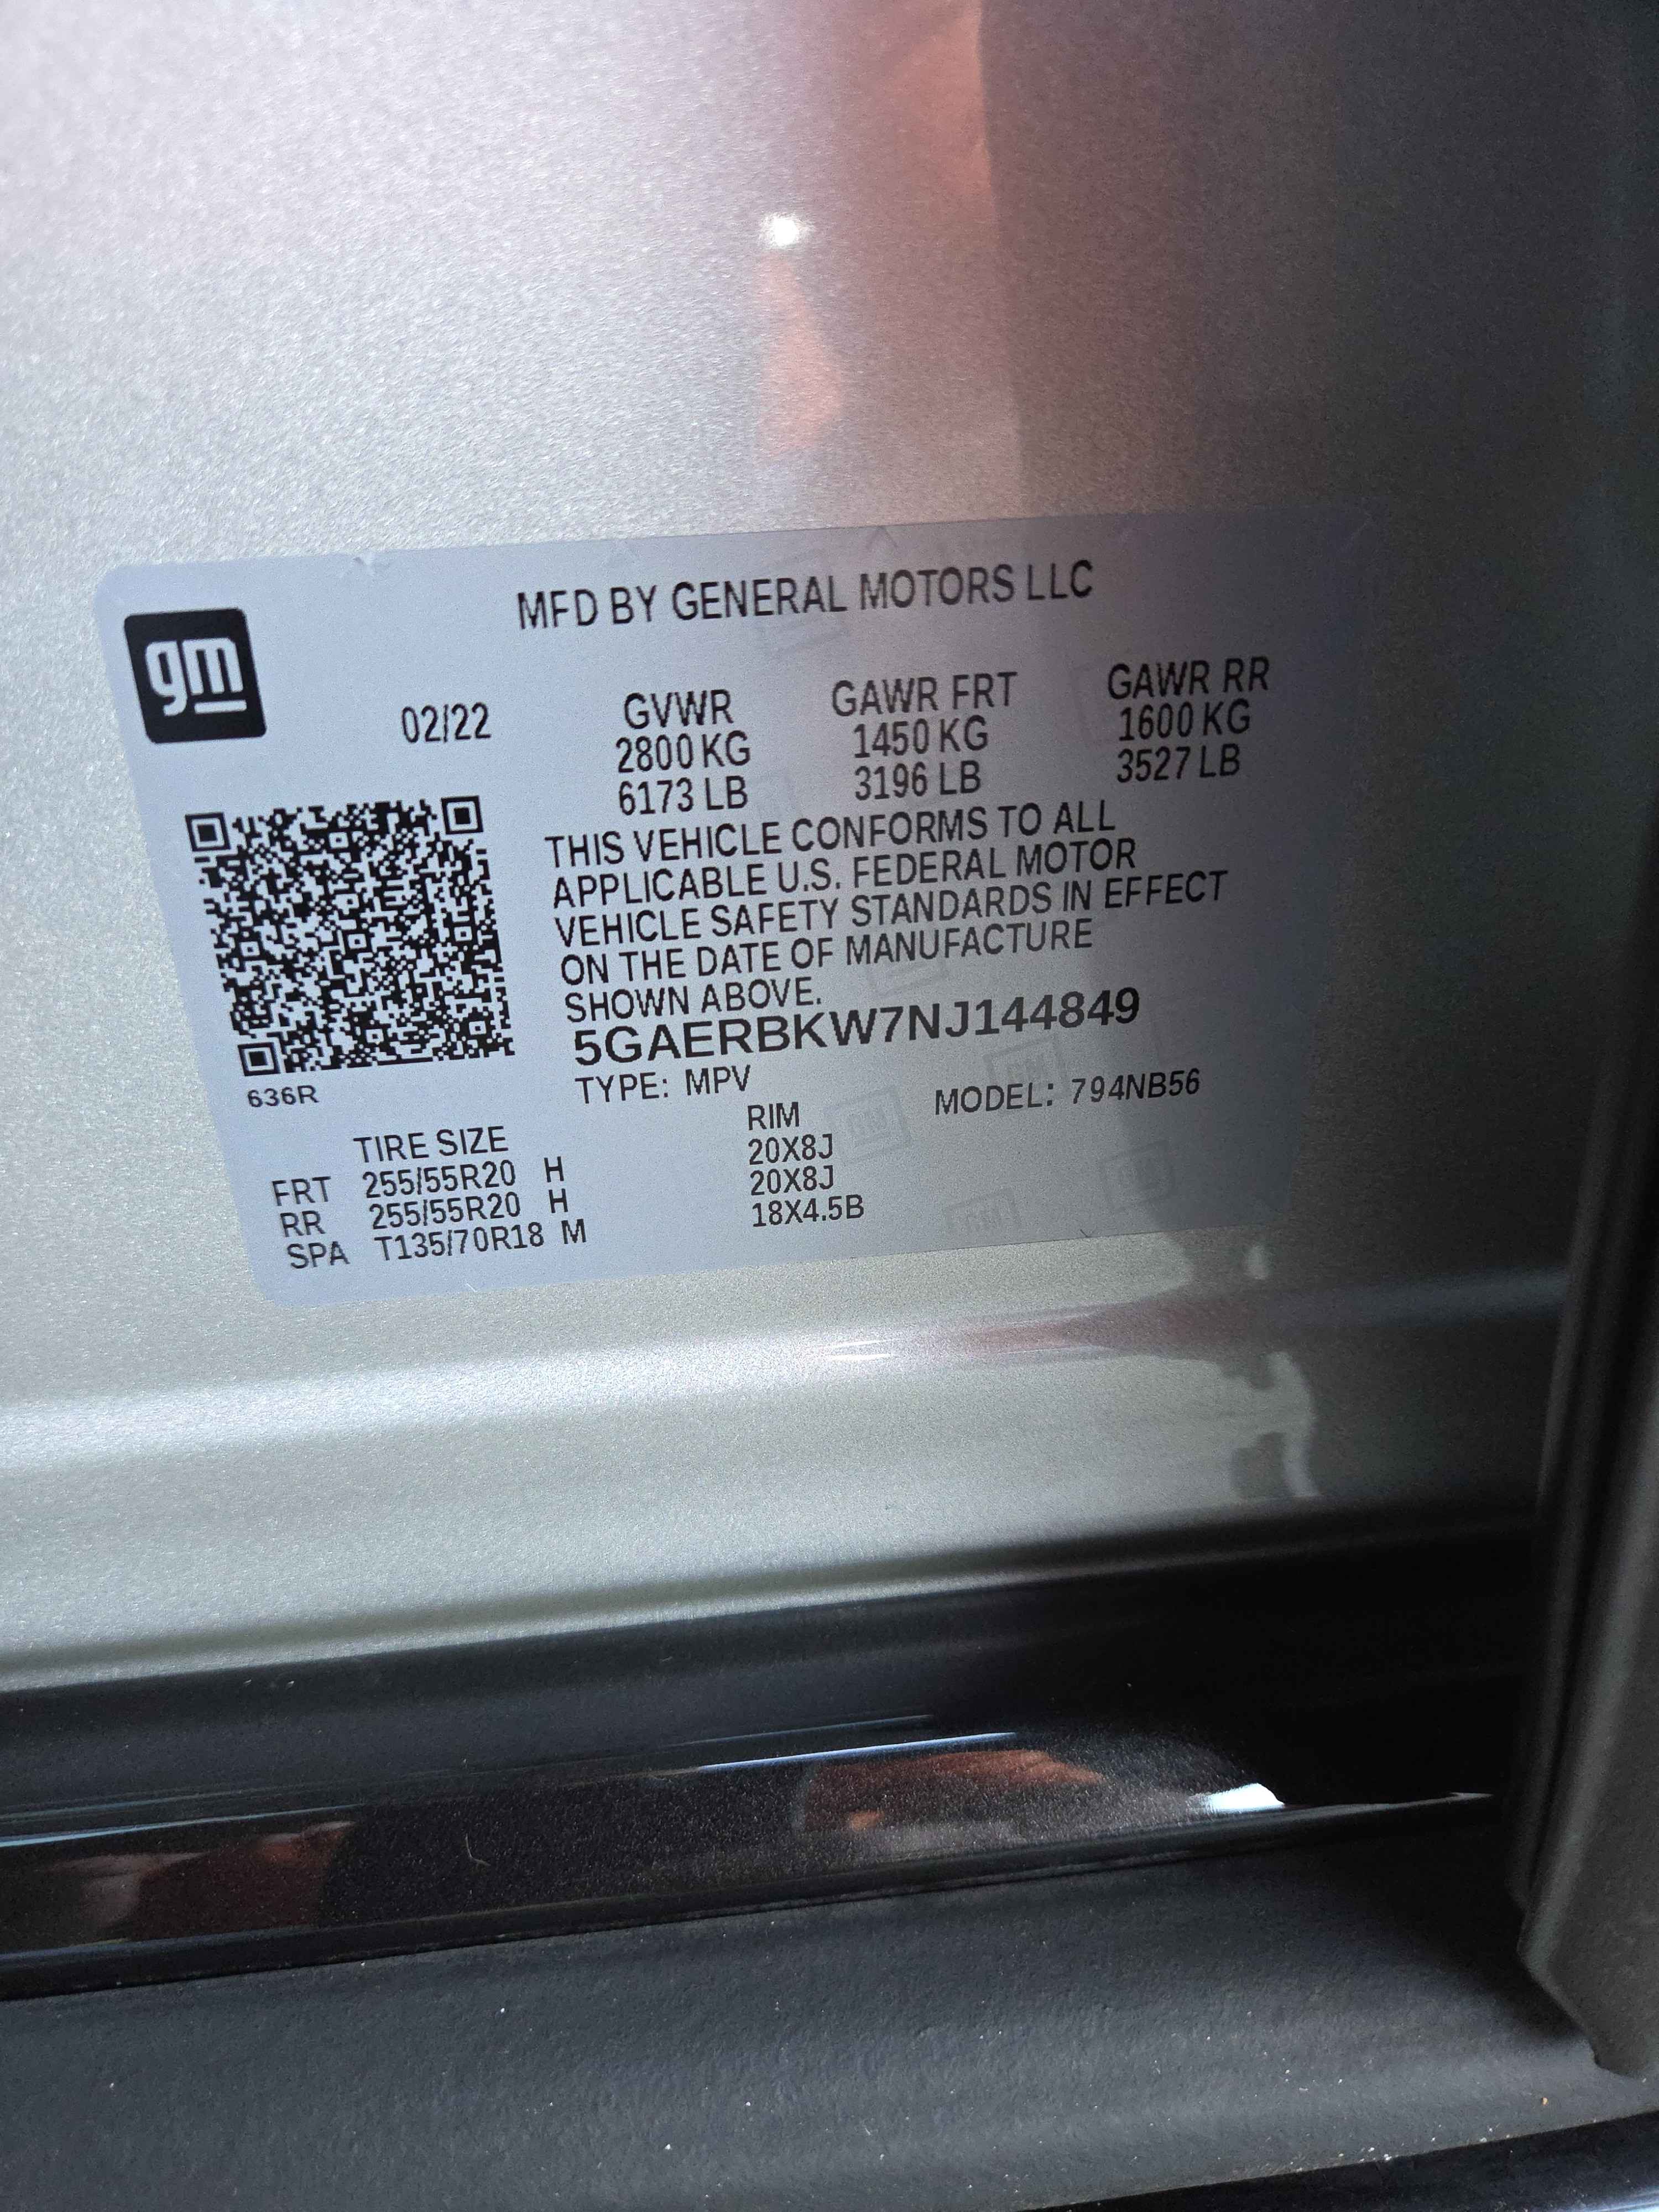 MFD BY GENERAL MOTORS LLC
gm
02/22
GVWR
2800 KG
6173 LB
GAWR FRT
1450 KG
3196 LB
GAWR RR
1600 KG
3527 LB
THIS VEHICLE CONFORMS TO ALL
APPLICABLE U.S. FEDERAL MOTOR
VEHICLE SAFETY STANDARDS IN EFFECT
ON THE DATE OF MANUFACTURE
SHOWN ABOVE.
5GAERBKW7NJ144849
636R
TYPE: MPV
MODEL: 794NB56
TIRE SIZE RIM
FRT 255/55R20 H 20X8J
RR 255/55R20 H 20X8J
SPA T135/70R18 M 18X4.5B